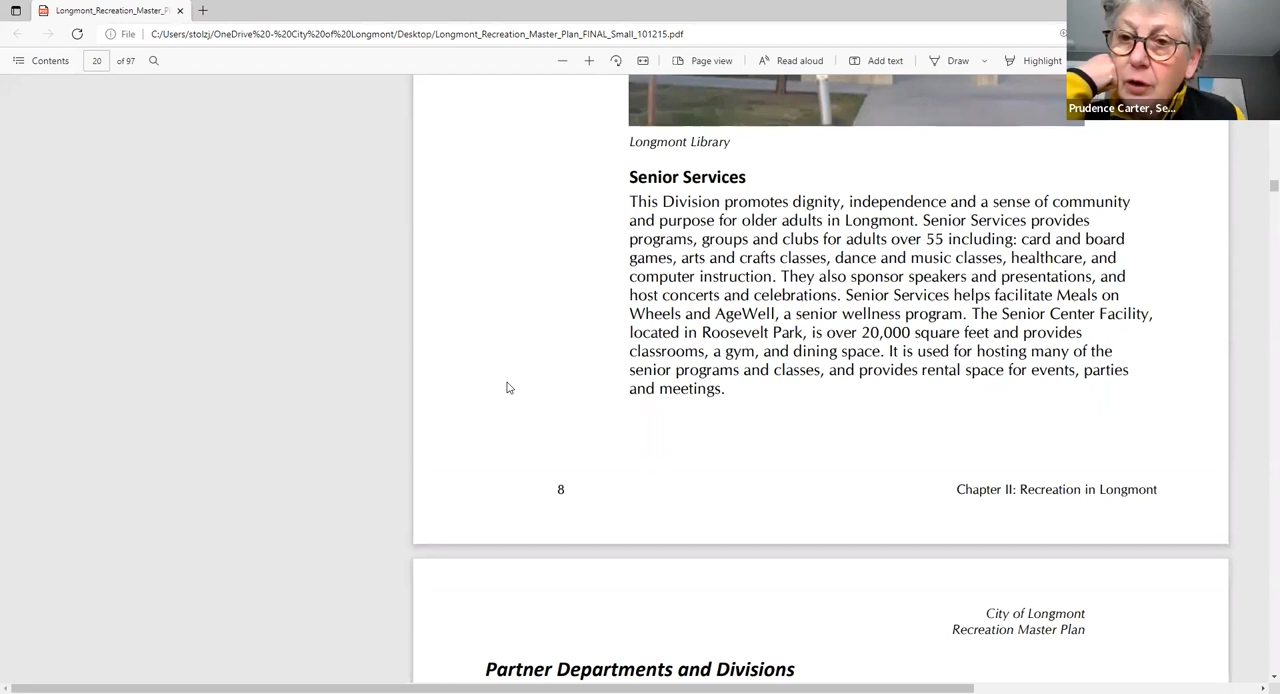 Longmont_Recreation_Master_P
File
C:/Users/stolzj/OneDrive%20-%20City%20of%20Longmont/Desktop/Longmont_Recreation_Master_Plan_FINAL_Small_101215.pdf
Contents
20
of 97
Page view
Read aloud
Add text
Draw
Highlight
Prudence Carter, Se...
Longmont Library
Senior Services
This Division promotes dignity, independence and a sense of community
and purpose for older adults in Longmont. Senior Services provides
programs, groups and clubs for adults over 55 including: card and board
games, arts and crafts classes, dance and music classes, healthcare, and
computer instruction. They also sponsor speakers and presentations, and
host concerts and celebrations. Senior Services helps facilitate Meals on
Wheels and AgeWell, a senior wellness program. The Senior Center Facility,
located in Roosevelt Park, is over 20,000 square feet and provides
classrooms, a gym, and dining space. It is used for hosting many of the
senior programs and classes, and provides rental space for events, parties
and meetings.
8
Chapter II: Recreation in Longmont
City of Longmont
Recreation Master Plan
Partner Departments and Divisions